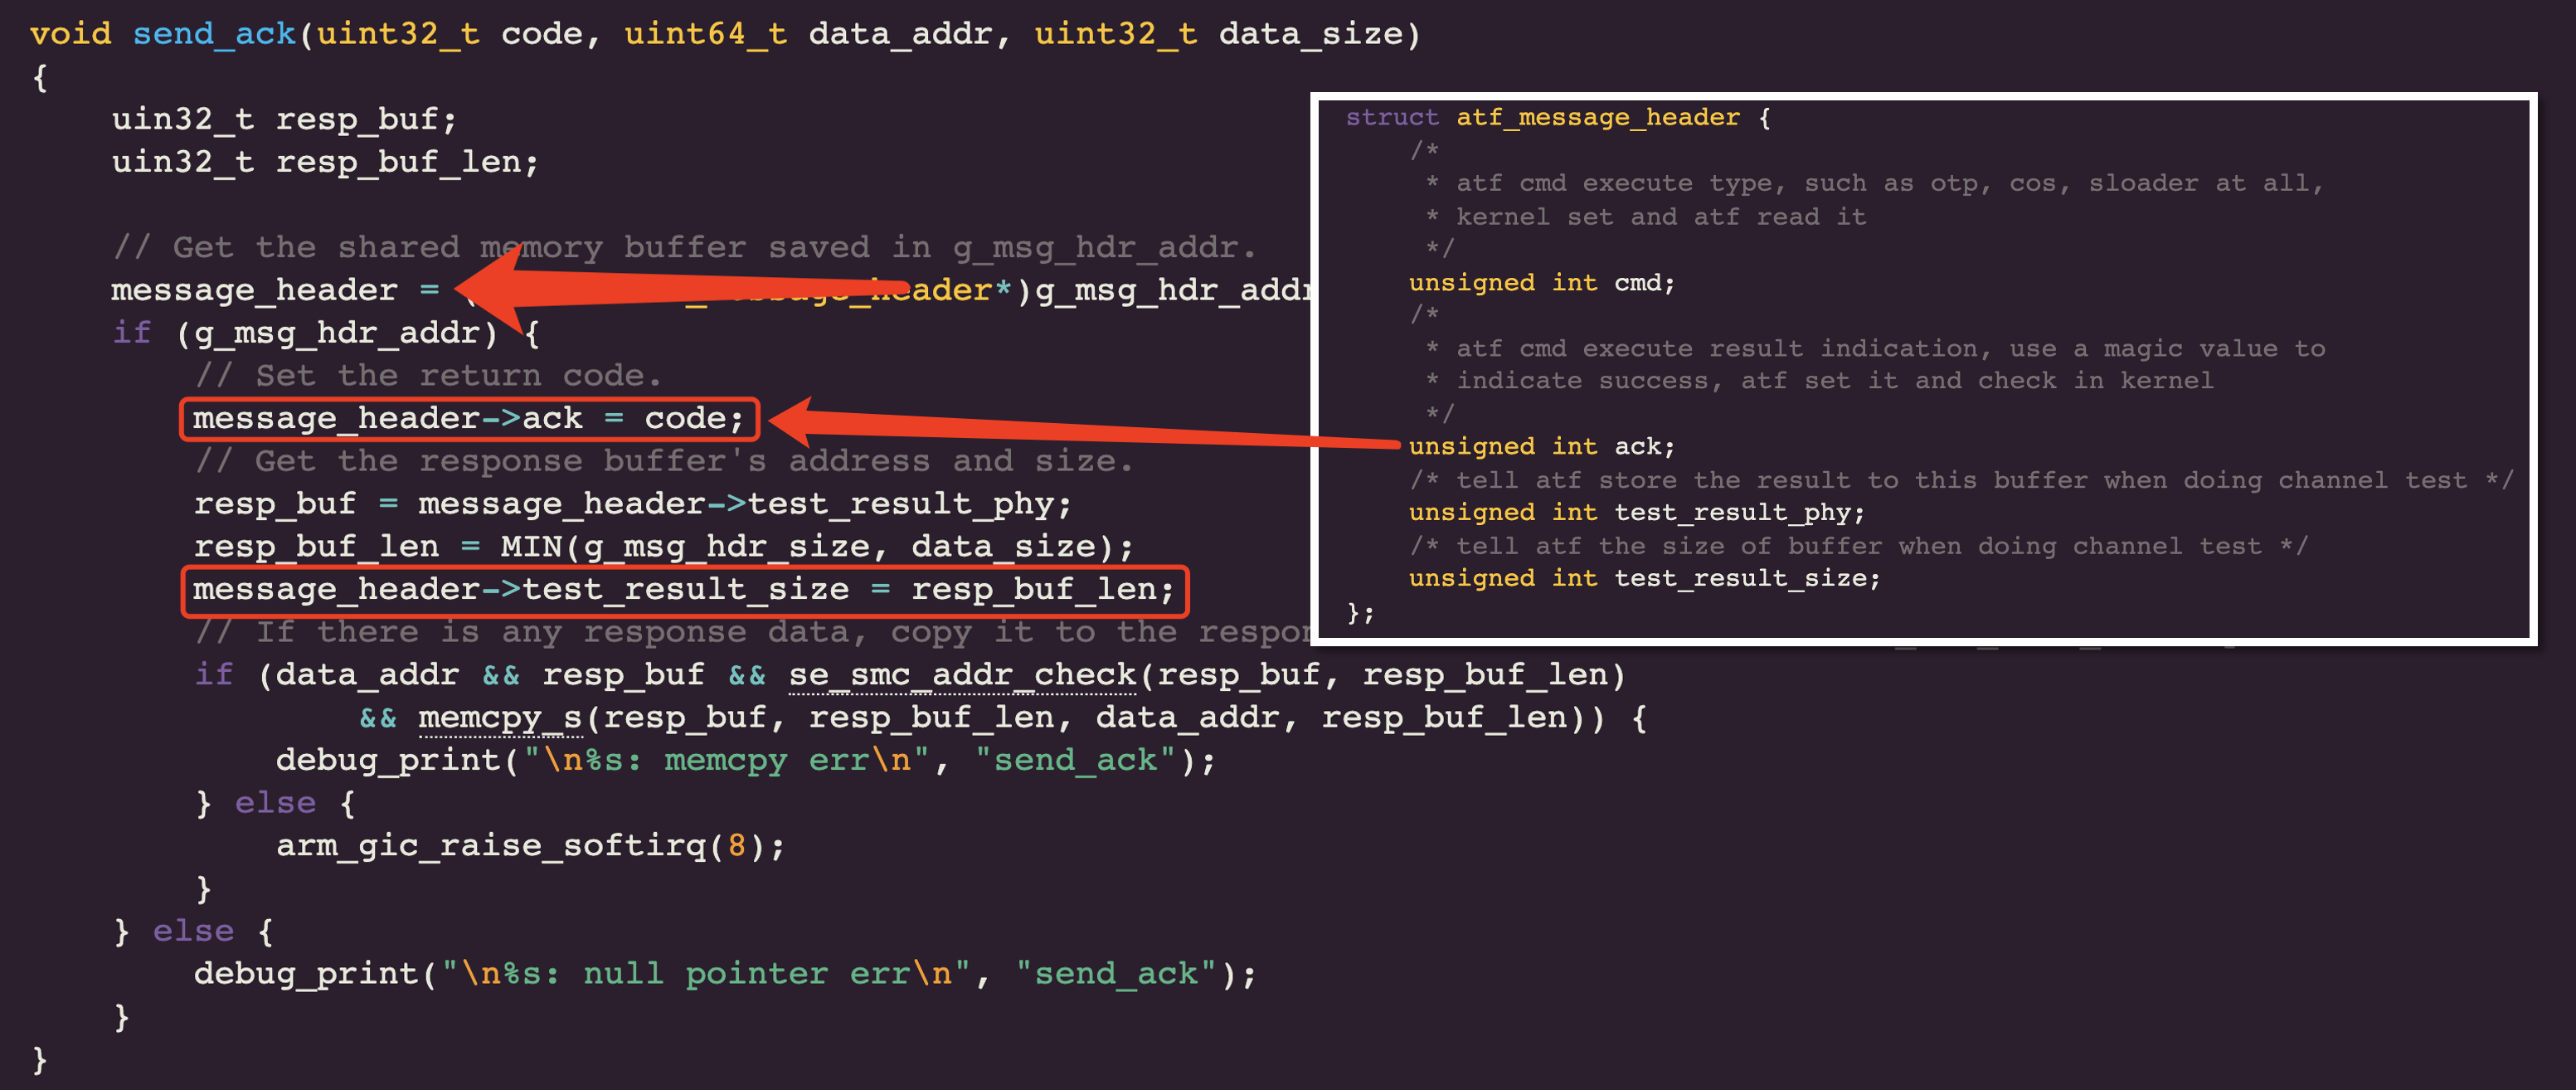 void send_ack(uint32_t code, uint64_t data_addr, uint32_t data_size)
{
    uin32_t resp_buf;
    uin32_t resp_buf_len;
    // Get the shared memory buffer saved in g_msg_hdr_addr.
    message_header = ( header*)g_msg_hdr_addr
    if (g_msg_hdr_addr) {
        // Set the return code.
        message_header->ack = code;
        // Get the response buffer's address and size.
        resp_buf = message_header->test_result_phy;
        resp_buf_len = MIN(g_msg_hdr_size, data_size);
        message_header->test_result_size = resp_buf_len;
        // If there is any response data, copy it to the
        if (data_addr && resp_buf && se_smc_addr_check(resp_buf, resp_buf_len)
                && memcpy_s(resp_buf, resp_buf_len, data_addr, resp_buf_len)) {
            debug_print("\n%s: memcpy err\n", "send_ack");
        } else {
            arm_gic_raise_softirq(8);
        }
    } else {
        debug_print("\n%s: null pointer err\n", "send_ack");
    }
}
struct atf_message_header {
    /*
     * atf cmd execute type, such as otp, cos, sloader at all,
     * kernel set and atf read it
     */
    unsigned int cmd;
    /*
     * atf cmd execute result indication, use a magic value to
     * indicate success, atf set it and check in kernel
     */
    unsigned int ack;
    /* tell atf store the result to this buffer when doing channel test */
    unsigned int test_result_phy;
    /* tell atf the size of buffer when doing channel test */
    unsigned int test_result_size;
};